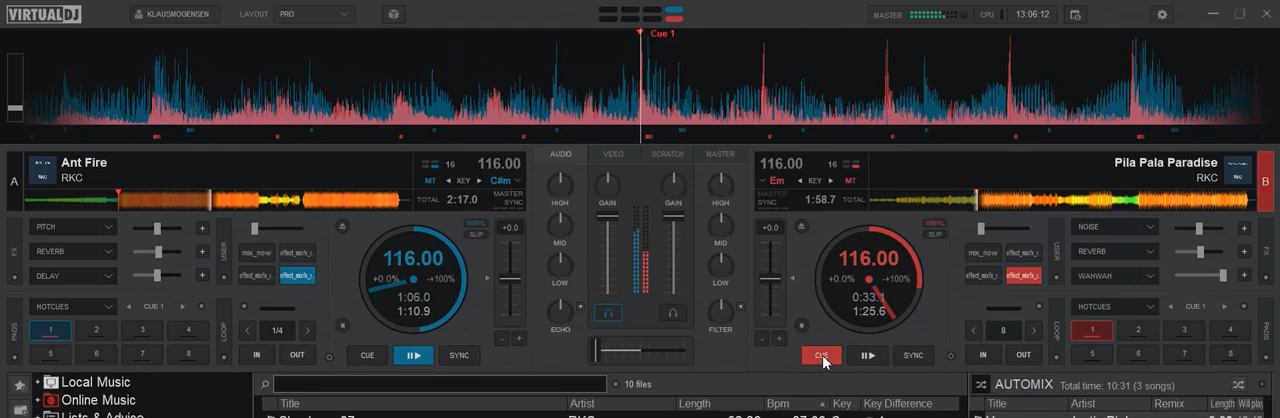 VIRTUALDJ KLAUSMOGENSEN LAYOUT PRO MASTER CPU 13:06:12
Cue 1
A Ant Fire 16 116.00 AUDIO VIDEO SCRATCH MASTER 116.00 16 Pila Pala Paradise B
RKC MT KEY C#m GAIN GAIN Em KEY MT RKC
TOTAL 2:17.0 MASTER SYNC HIGH HIGH MASTER SYNC TOTAL 1:58.7
FX PITCH USER VINYL +0.0 +0.0 VINYL USER NOISE FX
SLIP MID MID SLIP
REVERB mix_now 116.00 116.00 mix_now REVERB
DELAY +0.0% →100% LOW LOW +0.0% →100% WAHWAH
1:06.0
1:10.9 1:25.6
PADS HOTCUES CUE 1 LOOP ECHO FILTER LOOP HOTCUES CUE 1 PADS
1 2 3 4 1/4 8 1 2 3 4
5 6 7 8 IN OUT CUE SYNC - + - + CUE SYNC IN OUT 5 6 7 8
+ Local Music 10 files AUTOMIX Total time: 10:31 (3 songs)
+ Online Music Title Artist Length Bpm Key Key Difference Title Artist Remix Length
+ Lists & Advice RKC